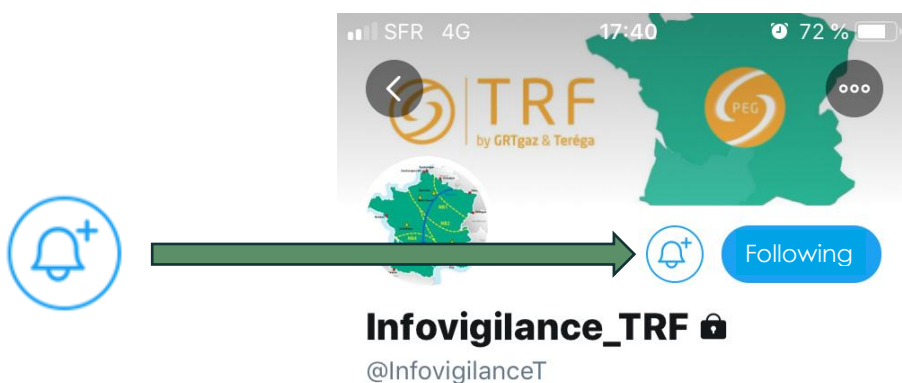 SFR 4G 17:40 72 %
TRF
by GRTgaz & Teréga
PEG
Following
Infovigilance_TRF
@InfovigilanceT